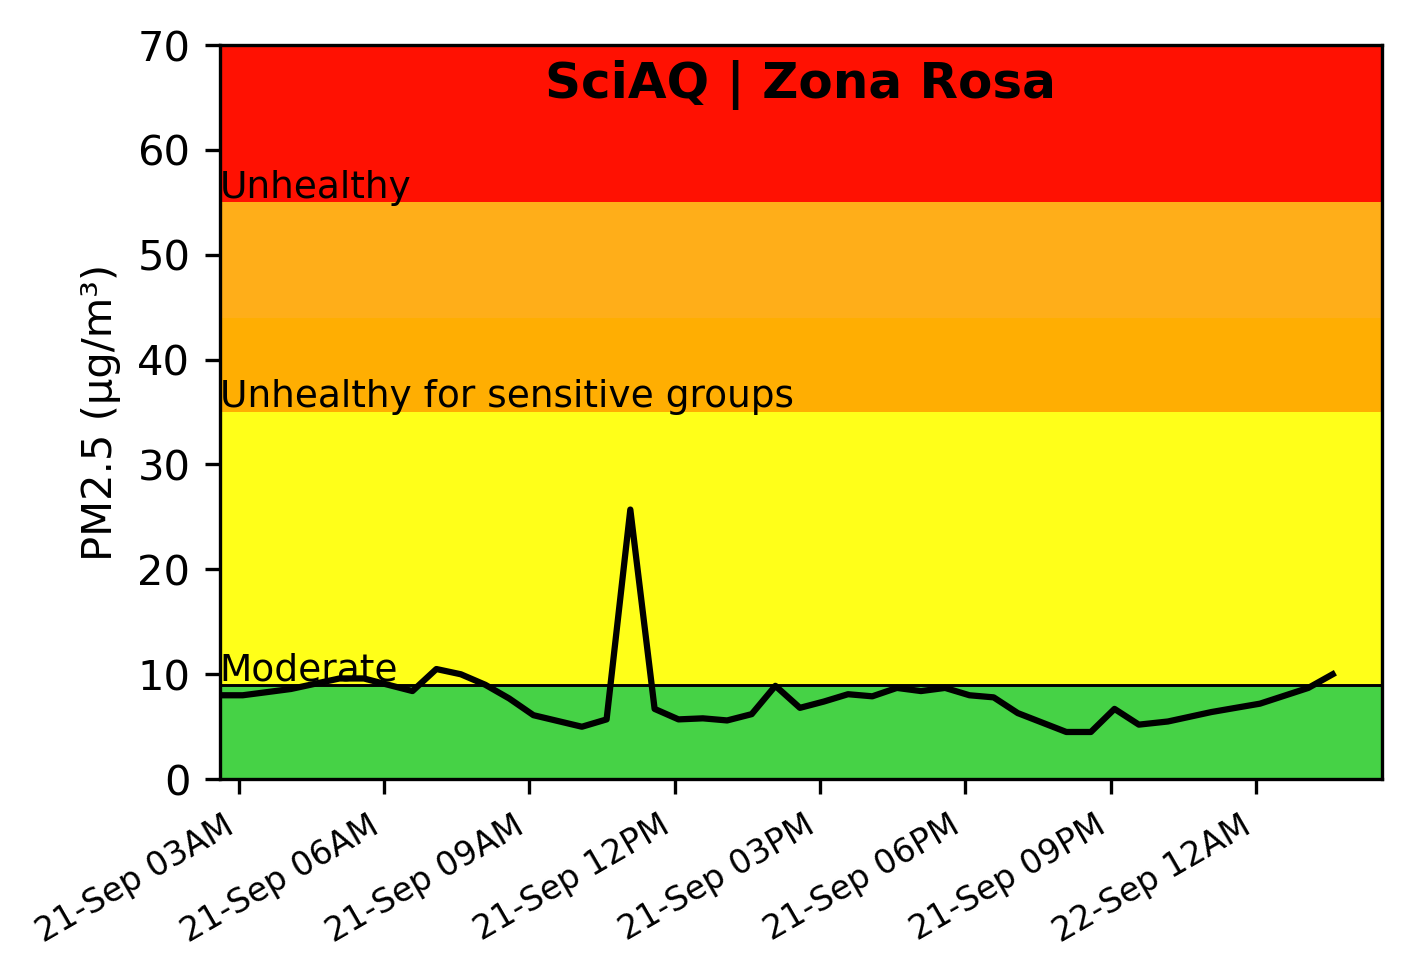 SciAQ | Zona Rosa
PM2.5 (µg/m³)
70
60
50
40
30
20
10
0
Unhealthy
Unhealthy for sensitive groups
Moderate
21-Sep 03AM
21-Sep 06AM
21-Sep 09AM
21-Sep 12PM
21-Sep 03PM
21-Sep 06PM
21-Sep 09PM
22-Sep 12AM